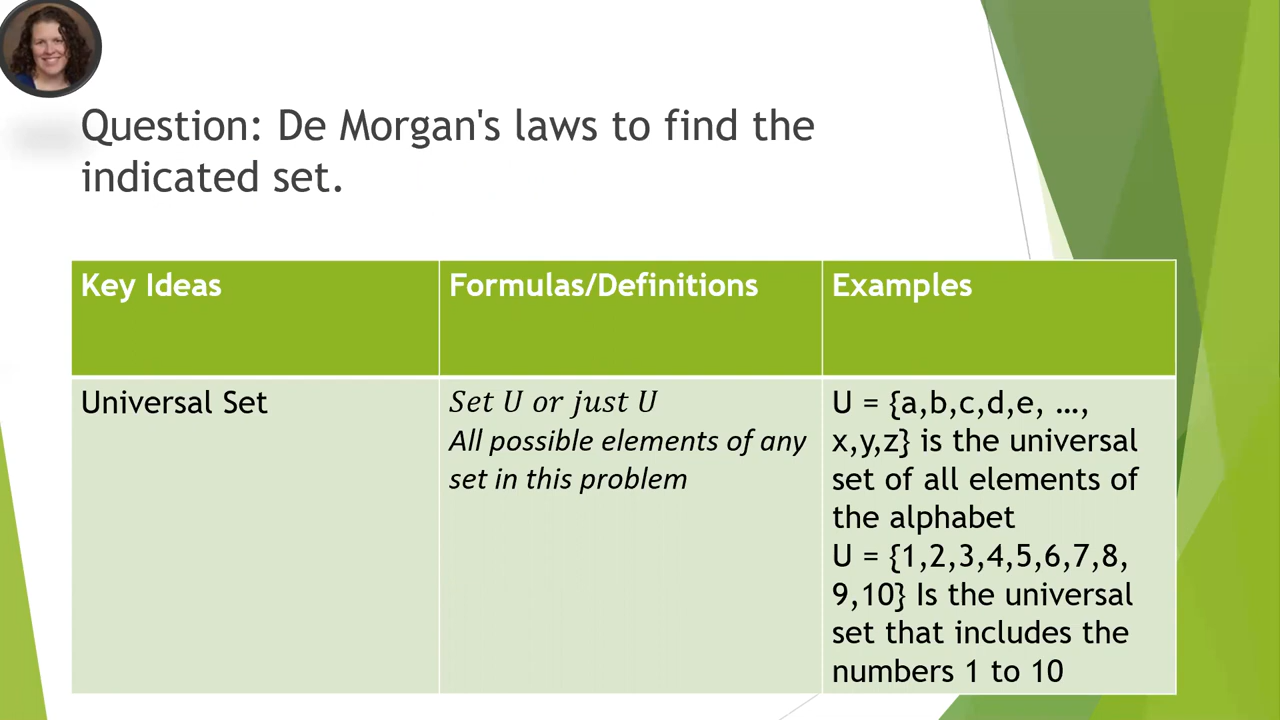 Question: De Morgan's laws to find the
indicated set.
Key Ideas
Formulas/Definitions
Examples
Universal Set
Set U or just U
All possible elements of any
set in this problem
U = {a,b,c,d,e, …,
x,y,z} is the universal
set of all elements of
the alphabet
U = {1,2,3,4,5,6,7,8,
9,10} Is the universal
set that includes the
numbers 1 to 10